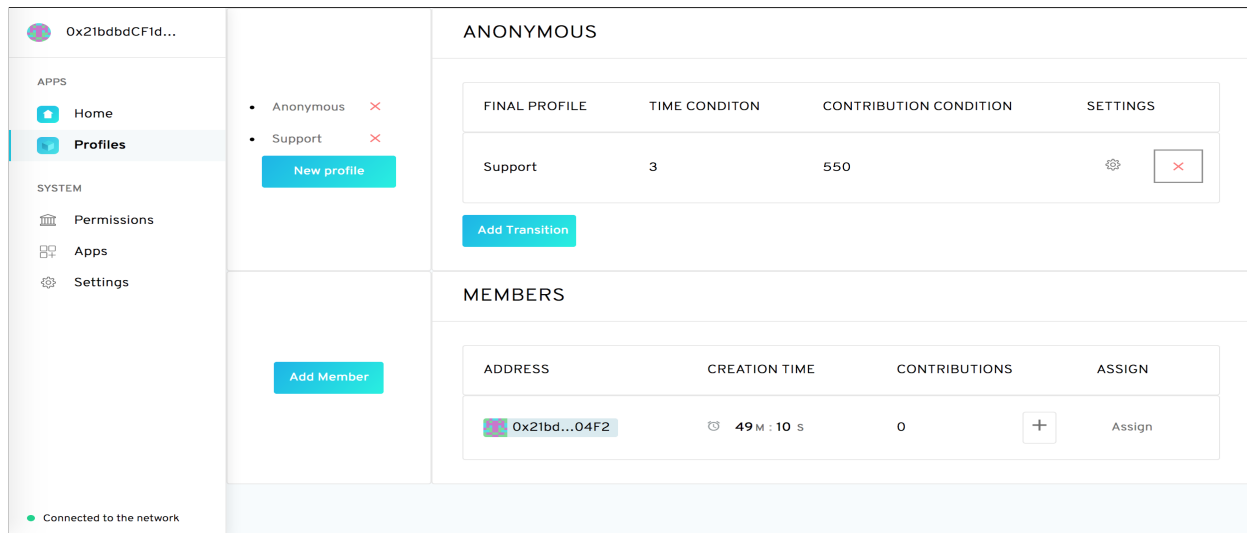 0x21bdbdCF1d...
APPS
Home
Profiles
SYSTEM
Permissions
Apps
Settings
Connected to the network
Anonymous
Support
New profile
Add Member
ANONYMOUS
FINAL PROFILE TIME CONDITON CONTRIBUTION CONDITION SETTINGS
Support 3 550
Add Transition
MEMBERS
ADDRESS CREATION TIME CONTRIBUTIONS ASSIGN
0x21bd...04F2 49 M : 10 S 0 + Assign